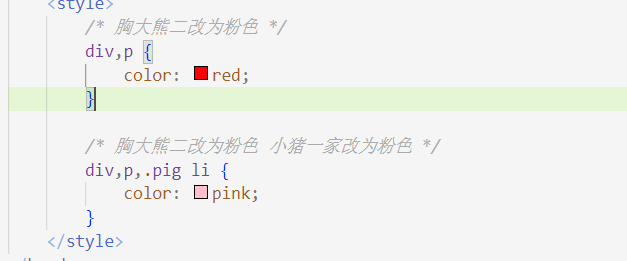 <style>
/* 胸大熊二改为粉色 */
div,p {
color: red;
}
/* 胸大熊二改为粉色 小猪一家改为粉色 */
div,p,.pig li {
color: pink;
}
</style>